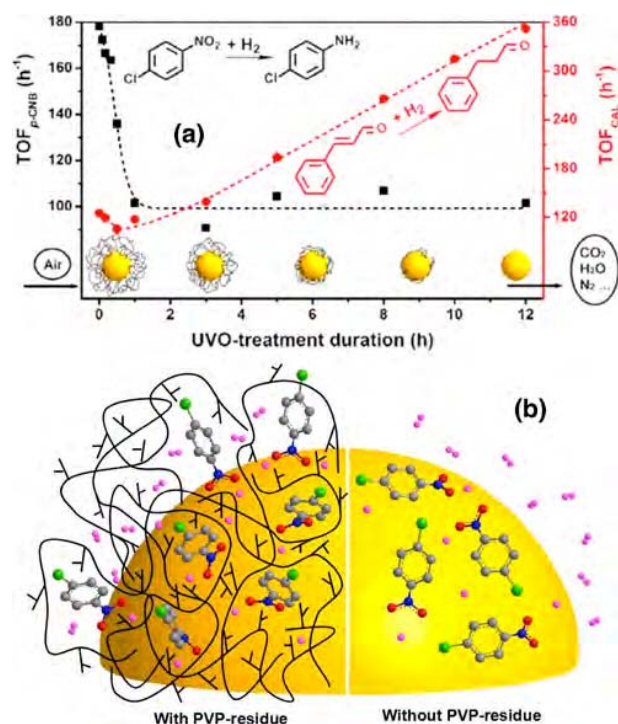 (a)
NO₂ + H₂
Cl
NH₂
Cl
O
O
+ H₂
TOF p-CNB (h⁻¹)
180
160
140
120
100
80
TOF CAL (h⁻¹)
360
300
240
180
120
Air
CO₂
H₂O
N₂ ...
0 2 4 6 8 10 12
UVO-treatment duration (h)
(b)
With PVP-residue
Without PVP-residue